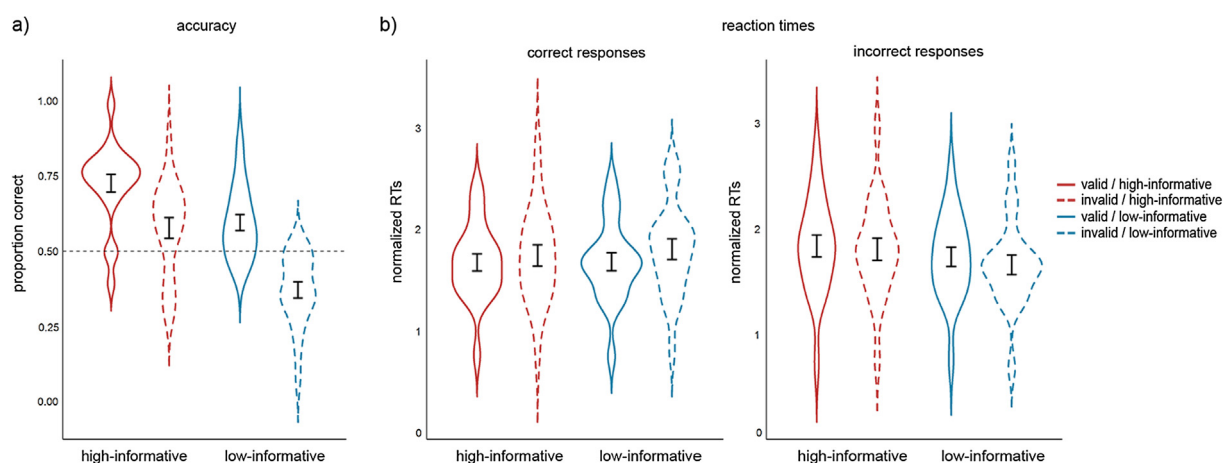 a)
accuracy
b)
reaction times
correct responses
incorrect responses
proportion correct
1.00
0.75
0.50
0.25
0.00
high-informative
low-informative
normalized RTs
3
2
1
0
high-informative
low-informative
normalized RTs
3
2
1
0
high-informative
low-informative
valid / high-informative
invalid / high-informative
valid / low-informative
invalid / low-informative